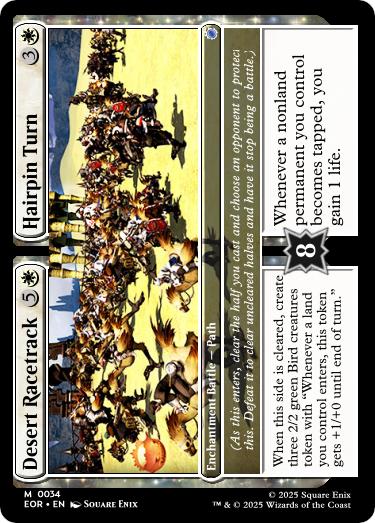 Desert Racetrack 5
Hairpin Turn 3
Enchantment Battle — Path
(As this enters, clear the half you cast and choose an opponent to protect
this. Defeat it to clear uncleared halves and have it stop being a battle.)
When this side is cleared, create
three 2/2 green Bird creatures
token with “Whenever a land
you control enters, this token
gets +1/+0 until end of turn.”
8
Whenever a nonland
permanent you control
becomes tapped, you
gain 1 life.
M 0034
EOR • EN SQUARE ENIX
© 2025 Square Enix
™ & © 2025 Wizards of the Coast